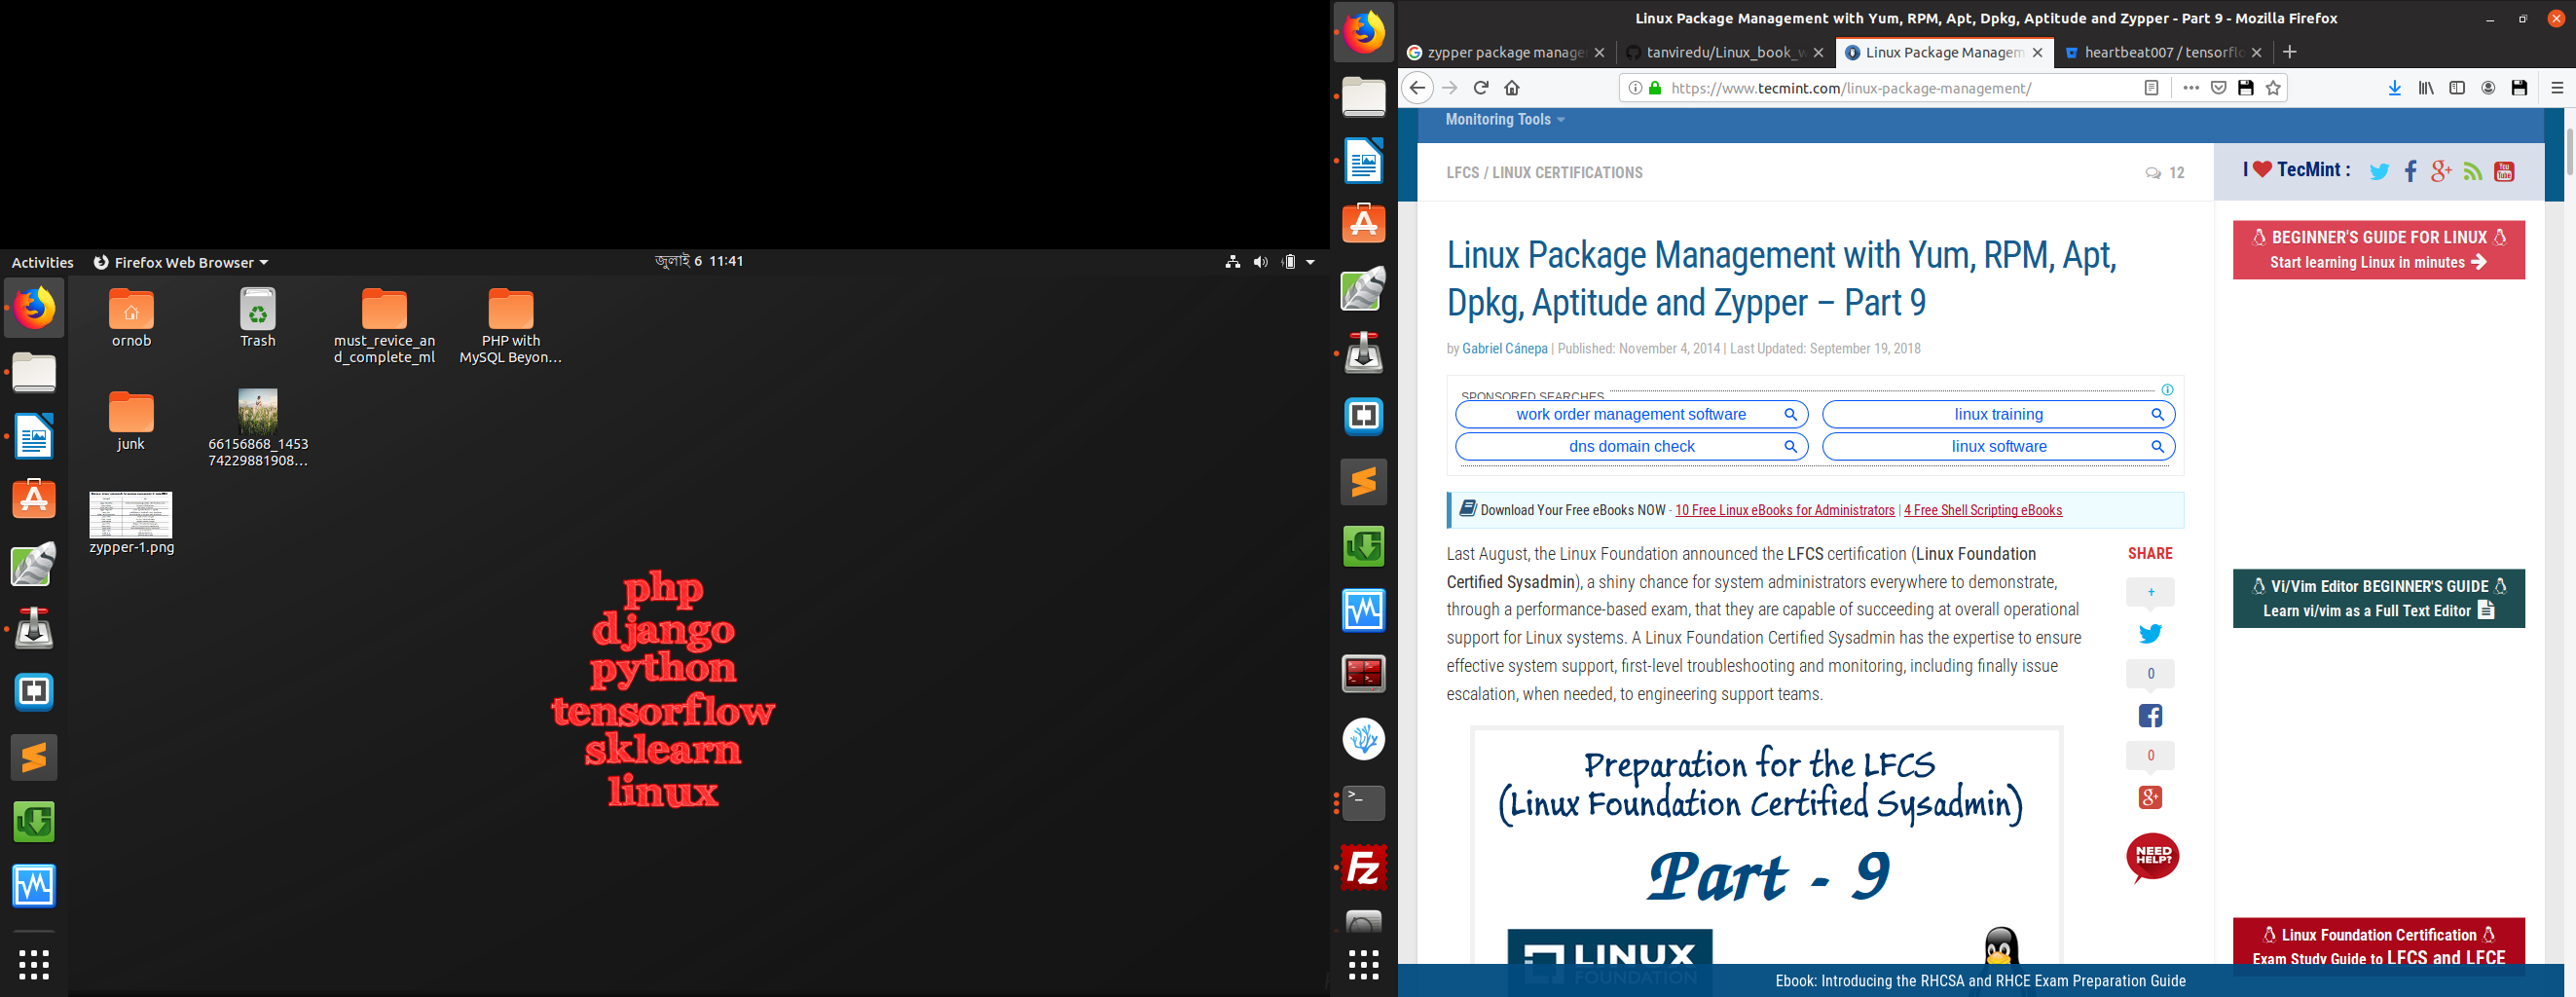 Activities
Firefox Web Browser
জুলাই 6 11:41
ornob
Trash
must_revice_an
d_complete_ml
PHP with
MySQL Beyon…
junk
66156868_1453
74229881908…
zypper-1.png
php
django
python
tensorflow
sklearn
linux
Linux Package Management with Yum, RPM, Apt, Dpkg, Aptitude and Zypper - Part 9 - Mozilla Firefox
zypper package manage
tanviredu/Linux_book_w
Linux Package Managem
heartbeat007 / tensorflo
https://www.tecmint.com/linux-package-management/
Monitoring Tools
LFCS / LINUX CERTIFICATIONS
12
I TecMint :
Linux Package Management with Yum, RPM, Apt,
Dpkg, Aptitude and Zypper – Part 9
by Gabriel Cánepa | Published: November 4, 2014 | Last Updated: September 19, 2018
SPONSORED SEARCHES
work order management software
linux training
dns domain check
linux software
Download Your Free eBooks NOW - 10 Free Linux eBooks for Administrators | 4 Free Shell Scripting eBooks
Last August, the Linux Foundation announced the LFCS certification (Linux Foundation
Certified Sysadmin), a shiny chance for system administrators everywhere to demonstrate,
through a performance-based exam, that they are capable of succeeding at overall operational
support for Linux systems. A Linux Foundation Certified Sysadmin has the expertise to ensure
effective system support, first-level troubleshooting and monitoring, including finally issue
escalation, when needed, to engineering support teams.
SHARE
+
0
0
NEED
HELP?
Preparation for the LFCS
(Linux Foundation Certified Sysadmin)
Part - 9
LINUX
FOUNDATION
BEGINNER'S GUIDE FOR LINUX
Start learning Linux in minutes
Vi/Vim Editor BEGINNER'S GUIDE
Learn vi/vim as a Full Text Editor
Linux Foundation Certification
Exam Study Guide to LFCS and LFCE
Ebook: Introducing the RHCSA and RHCE Exam Preparation Guide